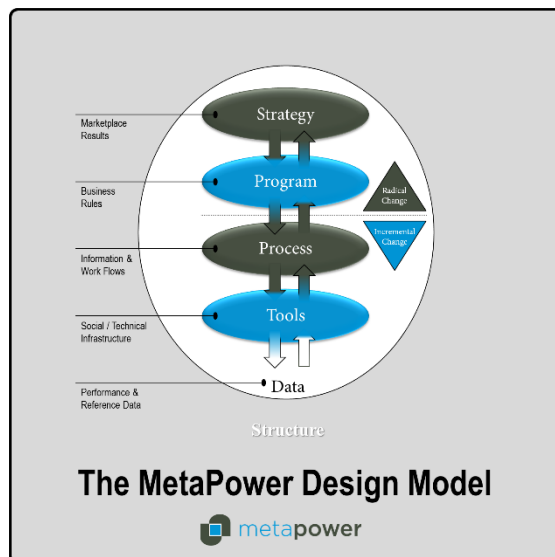 Strategy
Marketplace
Results
Program
Business
Rules
Radical
Change
Incremental
Change
Process
Information &
Work Flows
Tools
Social / Technical
Infrastructure
Data
Performance &
Reference Data
Structure
The MetaPower Design Model
metapower